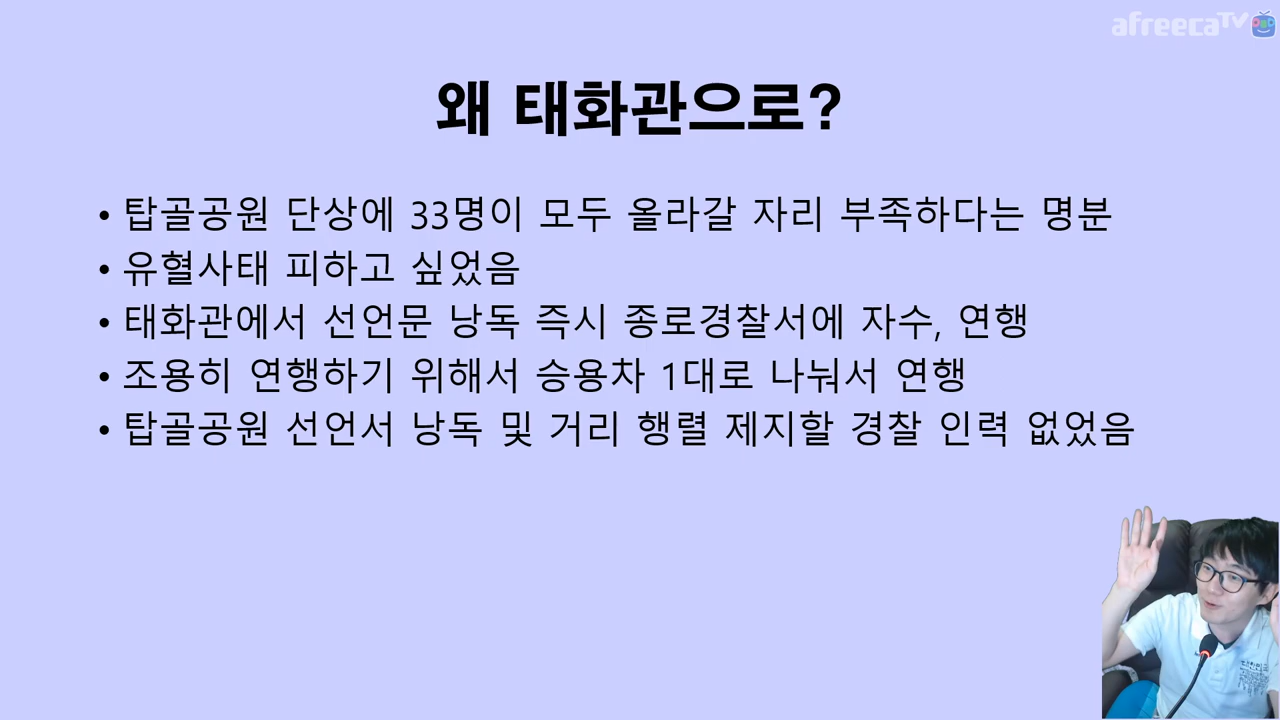 afreecaTV
왜 태화관으로?
• 탑골공원 단상에 33명이 모두 올라갈 자리 부족하다는 명분
• 유혈사태 피하고 싶었음
• 태화관에서 선언문 낭독 즉시 종로경찰서에 자수, 연행
• 조용히 연행하기 위해서 승용차 1대로 나눠서 연행
• 탑골공원 선언서 낭독 및 거리 행렬 제지할 경찰 인력 없었음